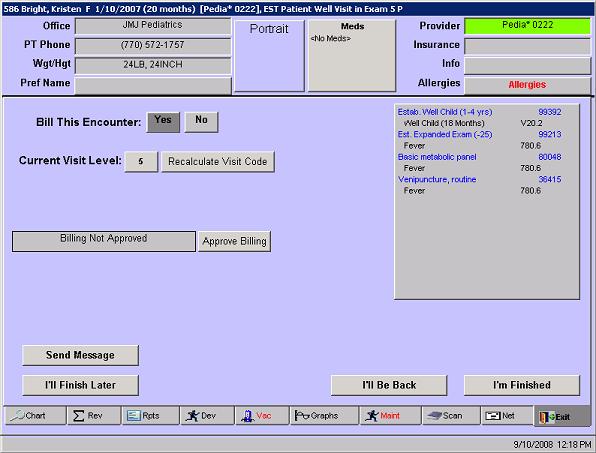 586 Bright, Kristen F 1/10/2007 (20 months) [Pedia* 0222], EST Patient Well Visit in Exam 5 P
Office JMJ Pediatrics
PT Phone (770) 572-1757
Wgt/Hgt 24LB, 24INCH
Pref Name
Portrait
Meds
<No Meds>
Provider Pedia* 0222
Insurance
Info
Allergies Allergies
Bill This Encounter: Yes No
Current Visit Level: 5 Recalculate Visit Code
Billing Not Approved Approve Billing
Estab. Well Child (1-4 yrs) 99392
Well Child (18 Months) V20.2
Est. Expanded Exam (-25) 99213
Fever 780.6
Basic metabolic panel 80048
Fever 780.6
Venipuncture, routine 36415
Fever 780.6
Send Message
I'll Finish Later I'll Be Back I'm Finished
Chart Rev Rpts Dev Vac Graphs Maint Scan Net Exit
9/10/2008 12:18 PM